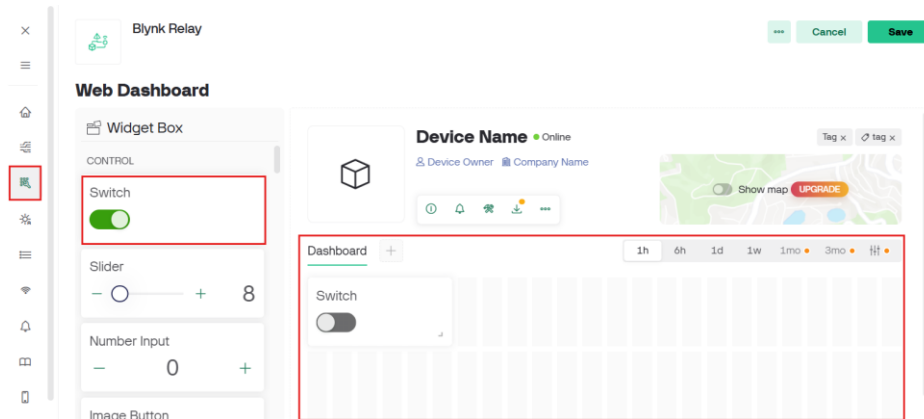 Blynk Relay
Cancel
Save
Web Dashboard
Widget Box
CONTROL
Switch
Slider
8
Number Input
0
Image Button
Device Name
Online
Tag ×
tag ×
Device Owner
Company Name
Show map
UPGRADE
Dashboard
1h 6h 1d 1w 1mo 3mo
Switch